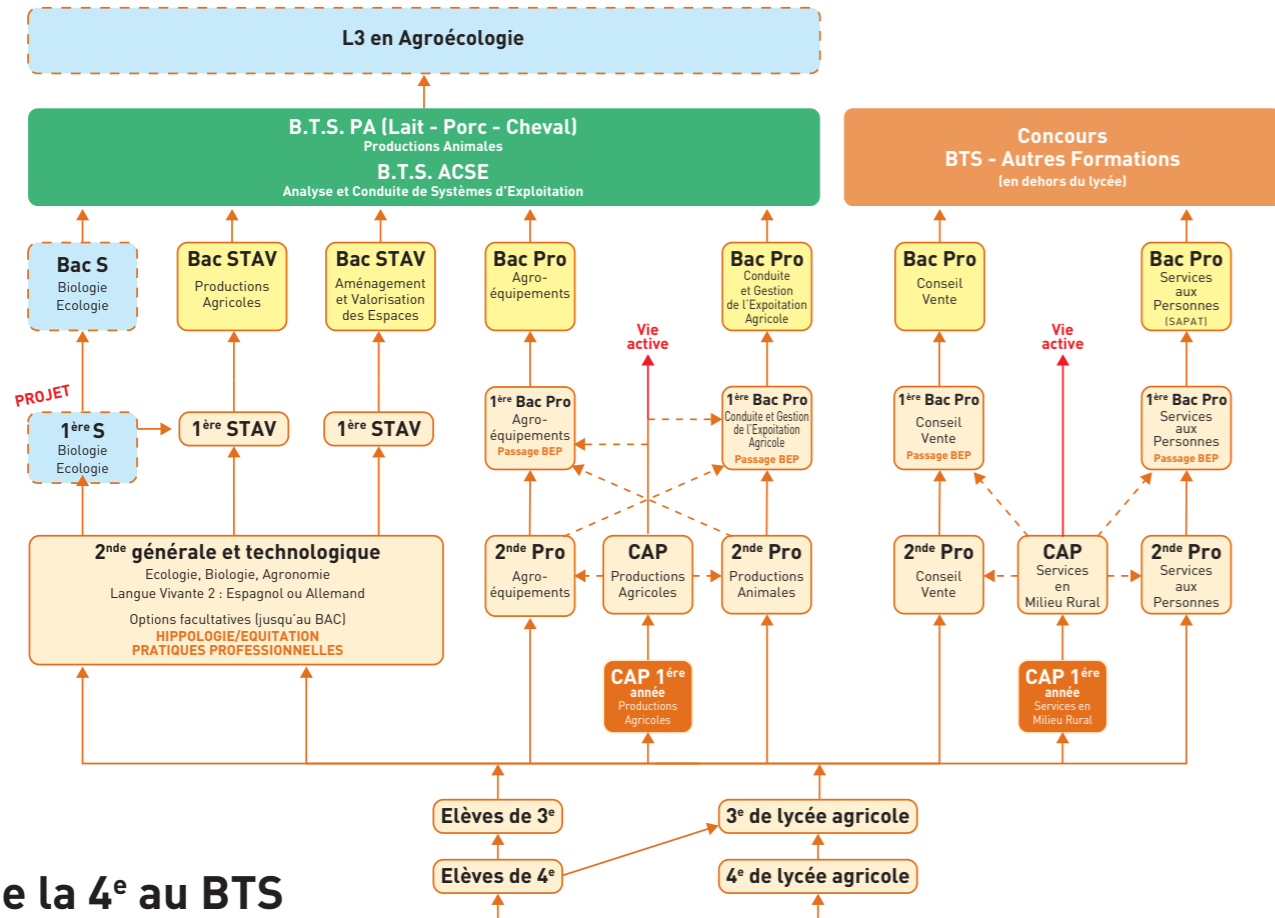 L3 en Agroécologie
B.T.S. PA (Lait - Porc - Cheval)
Productions Animales
B.T.S. ACSE
Analyse et Conduite de Systèmes d'Exploitation
Concours
BTS - Autres Formations
(en dehors du lycée)
Bac S
Biologie
Ecologie
Bac STAV
Productions
Agricoles
Bac STAV
Aménagement
et Valorisation
des Espaces
Bac Pro
Agro-
équipements
Bac Pro
Conduite
et Gestion
de l'Expoitation
Agricole
Bac Pro
Conseil
Vente
Bac Pro
Services
aux
Personnes
(SAPAT)
Vie
active
Vie
active
PROJET
1ère S
Biologie
Ecologie
1ère STAV
1ère STAV
1ère Bac Pro
Agro-
équipements
Passage BEP
1ère Bac Pro
Conduite et Gestion
de l'Expoitation
Agricole
Passage BEP
1ère Bac Pro
Conseil
Vente
Passage BEP
1ère Bac Pro
Services
aux
Personnes
Passage BEP
2nde générale et technologique
Ecologie, Biologie, Agronomie
Langue Vivante 2 : Espagnol ou Allemand
Options facultatives (jusqu'au BAC)
HIPPOLOGIE/EQUITATION
PRATIQUES PROFESSIONNELLES
2nde Pro
Agro-
équipements
CAP
Productions
Agricoles
2nde Pro
Productions
Animales
2nde Pro
Conseil
Vente
CAP
Services
en
Milieu Rural
2nde Pro
Services
aux
Personnes
CAP 1ére
année
Productions
Agricoles
CAP 1ére
année
Services en
Milieu Rural
Elèves de 3e
3e de lycée agricole
Elèves de 4e
4e de lycée agricole
e la 4e au BTS